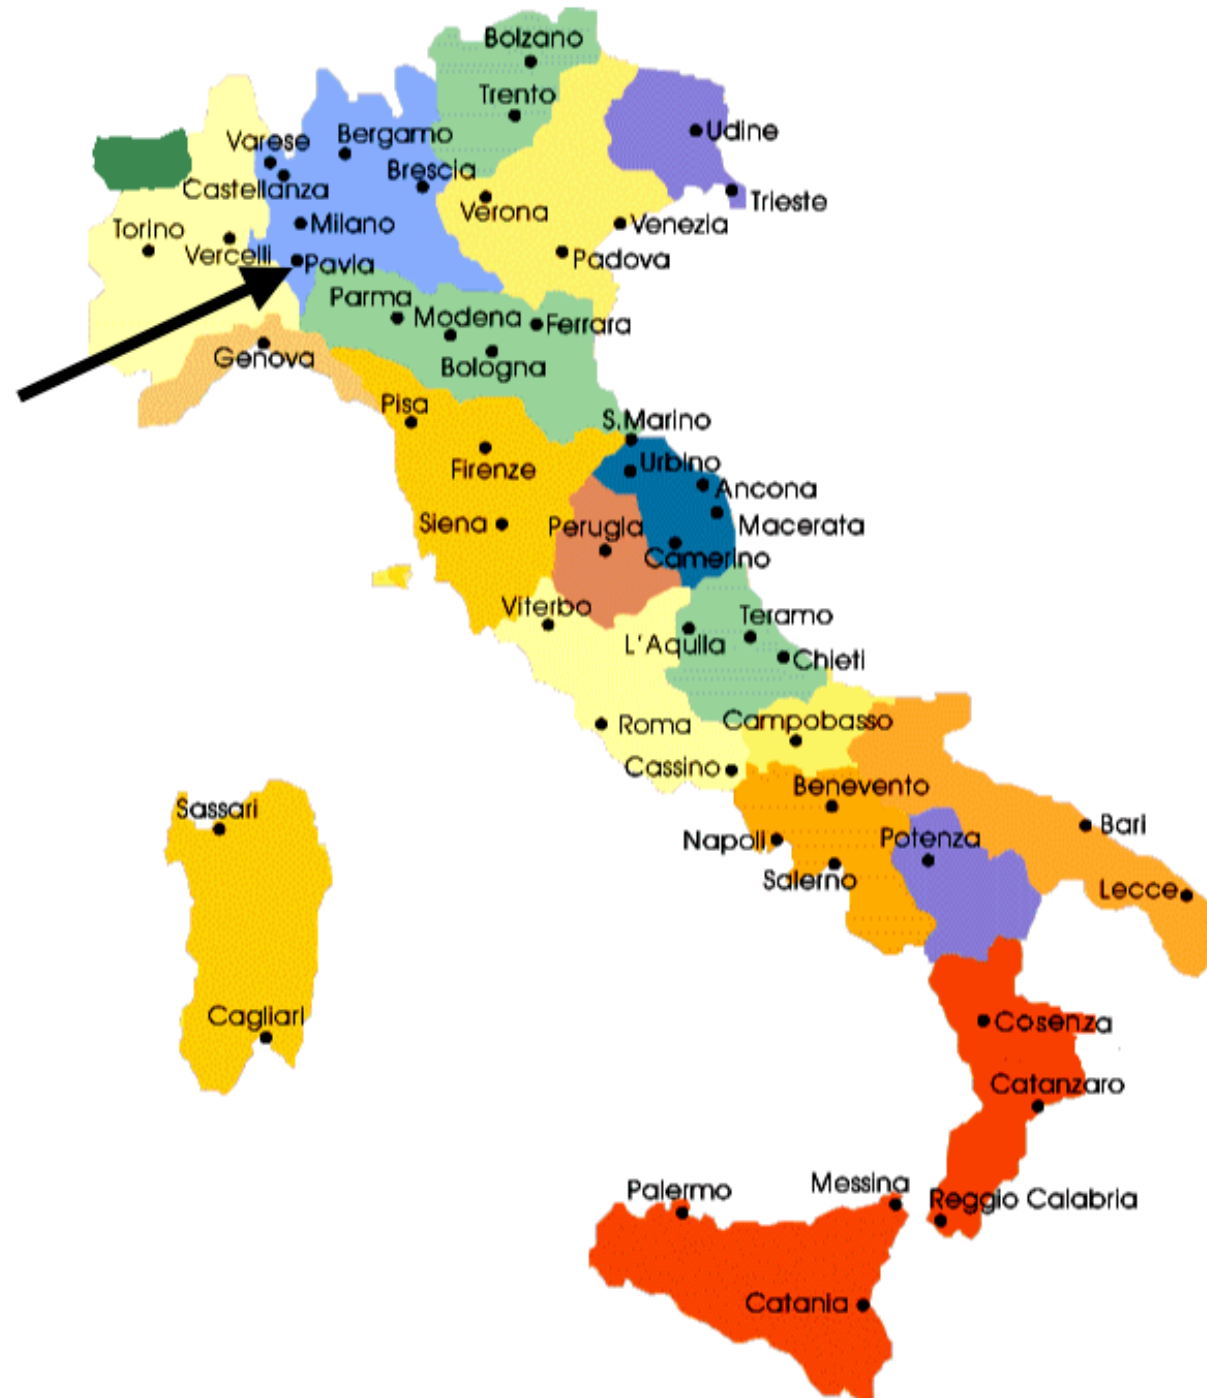 Bolzano
Trento
Udine
Varese
Bergamo
Castellanza
Brescia
Trieste
Verona
Milano
Venezia
Torino
Vercelli
Padova
Pavia
Parma
Modena
Ferrara
Genova
Bologna
Pisa
S.Marino
Firenze
Urbino
Ancona
Siena
Perugia
Macerata
Camerino
Viterbo
Teramo
L'Aquila
Chieti
Roma
Campobasso
Cassino
Benevento
Sassari
Napoli
Potenza
Bari
Salerno
Lecce
Cagliari
Cosenza
Catanzaro
Messina
Palermo
Reggio Calabria
Catania